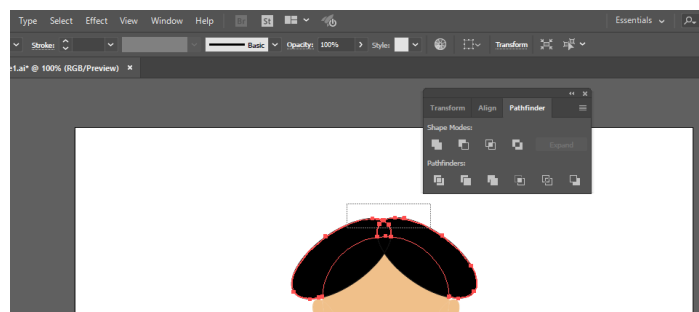 Type Select Effect View Window Help Br St Essentials
Stroke: Basic Opacity: 100% Style: Transform
e1.ai* @ 100% (RGB/Preview) ×
Transform Align Pathfinder
Shape Modes:
Expand
Pathfinders: